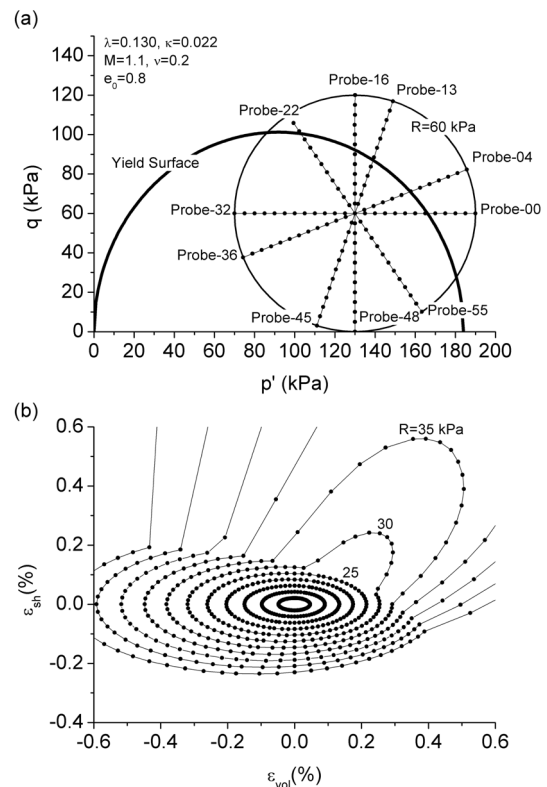 (a)
λ=0.130, κ=0.022
M=1.1, ν=0.2
e0=0.8
Probe-16
Probe-13
Probe-22
R=60 kPa
Yield Surface
Probe-04
Probe-32
Probe-00
Probe-36
Probe-45
Probe-48
Probe-55
q (kPa)
140
120
100
80
60
40
20
0
0 20 40 60 80 100 120 140 160 180 200
p' (kPa)
(b)
R=35 kPa
30
25
εsh(%)
0.6
0.4
0.2
0.0
-0.2
-0.4
-0.6 -0.4 -0.2 0.0 0.2 0.4 0.6
εvol(%)